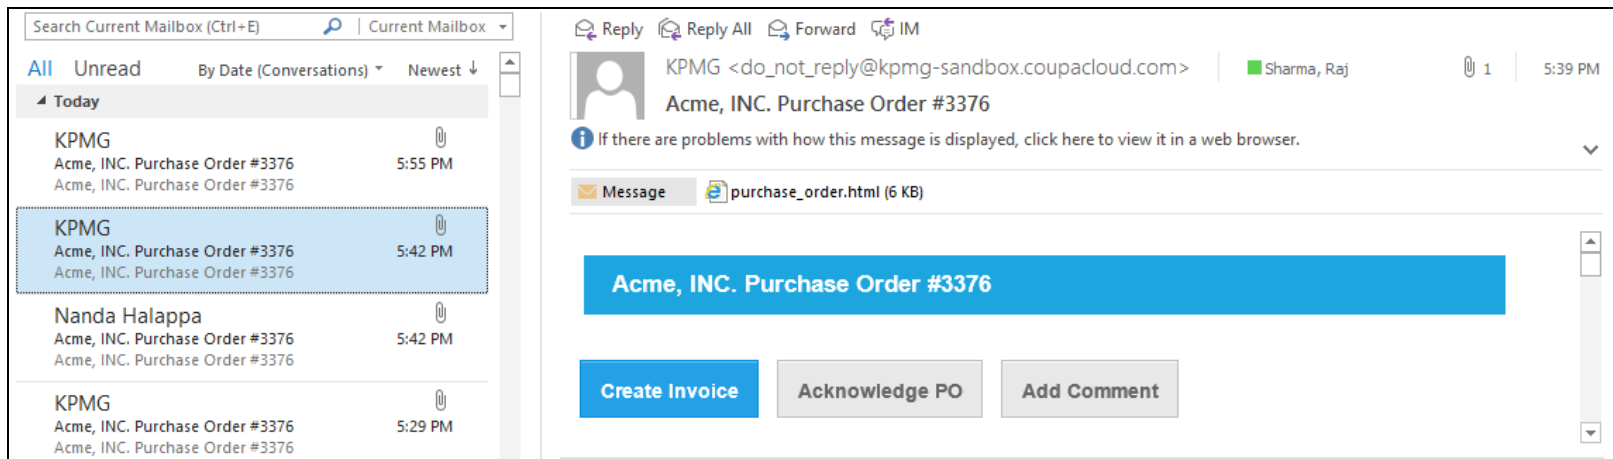 Search Current Mailbox (Ctrl+E) Current Mailbox
All Unread By Date (Conversations) Newest ↓
Today
KPMG
Acme, INC. Purchase Order #3376 5:55 PM
Acme, INC. Purchase Order #3376
KPMG
Acme, INC. Purchase Order #3376 5:42 PM
Acme, INC. Purchase Order #3376
Nanda Halappa
Acme, INC. Purchase Order #3376 5:42 PM
Acme, INC. Purchase Order #3376
KPMG
Acme, INC. Purchase Order #3376 5:29 PM
Acme, INC. Purchase Order #3376
Reply Reply All Forward IM
KPMG <do_not_reply@kpmg-sandbox.coupacloud.com> Sharma, Raj 1 5:39 PM
Acme, INC. Purchase Order #3376
If there are problems with how this message is displayed, click here to view it in a web browser.
Message purchase_order.html (6 KB)
Acme, INC. Purchase Order #3376
Create Invoice Acknowledge PO Add Comment